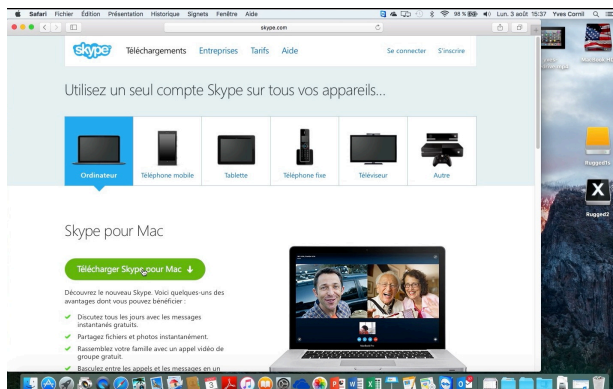 Safari Fichier Édition Présentation Historique Signets Fenêtre Aide 98 % Lun. 3 août 15:37 Yves Cornil
skype.com
skype Téléchargements Entreprises Tarifs Aide Se connecter S'inscrire
Utilisez un seul compte Skype sur tous vos appareils...
Ordinateur Téléphone mobile Tablette Téléphone fixe Téléviseur Autre
Skype pour Mac
Télécharger Skype pour Mac
Découvrez le nouveau Skype. Voici quelques-uns des
avantages dont vous pouvez bénéficier :
Discutez tous les jours avec les messages
instantanés gratuits.
Partagez fichiers et photos instantanément.
Rassemblez votre famille avec un appel vidéo de
groupe gratuit.
Basculez entre les appels et les messages en un
Rugged1s
Rugged2